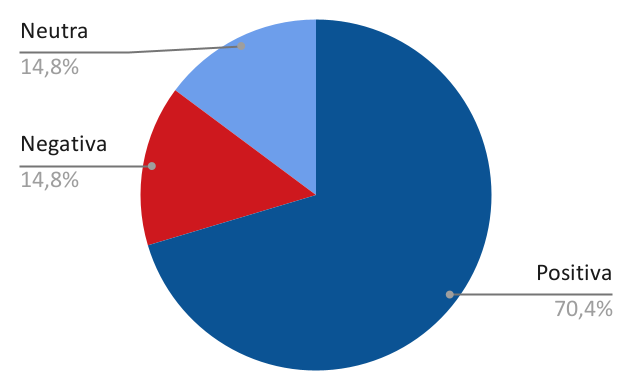 Neutra
14,8%
Negativa
14,8%
Positiva
70,4%